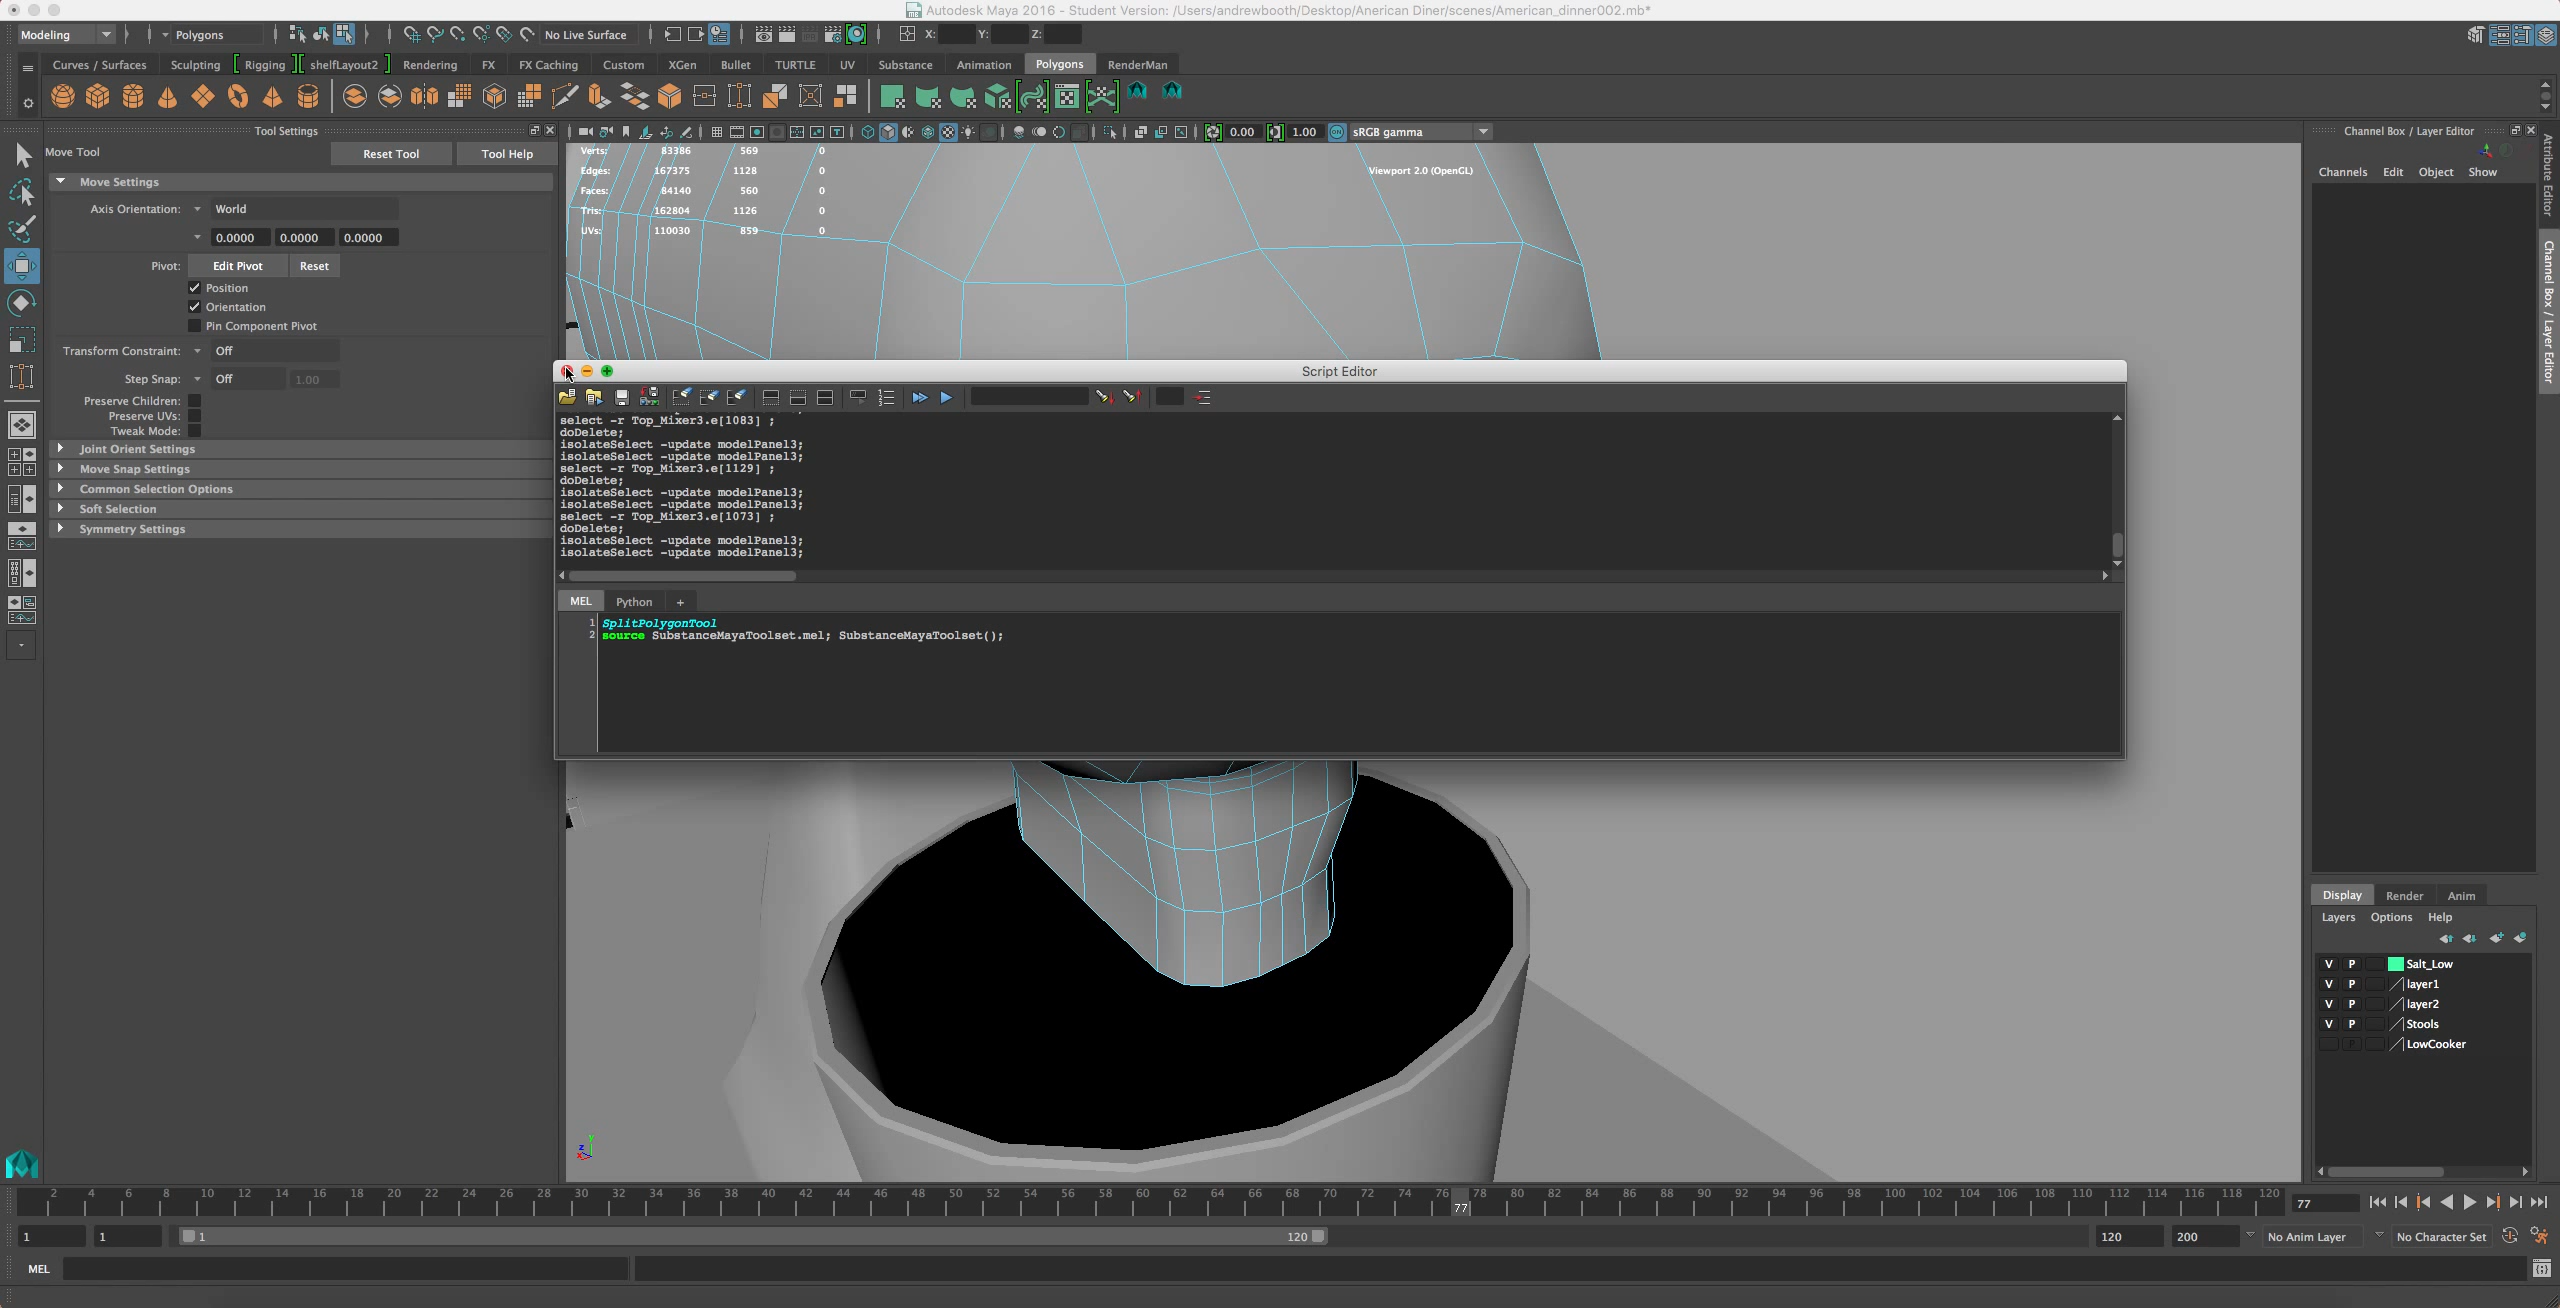 Autodesk Maya 2016 - Student Version: /Users/andrewbooth/Desktop/Anerican Diner/scenes/American_dinner002.mb*
Modeling
Polygons
No Live Surface
X:
Y:
Z:
Curves / Surfaces
Sculpting
Rigging
shelfLayout2
Rendering
FX
FX Caching
Custom
XGen
Bullet
TURTLE
UV
Substance
Animation
Polygons
RenderMan
Tool Settings
Move Tool
Reset Tool
Tool Help
Move Settings
Axis Orientation:
World
0.0000
0.0000
0.0000
Pivot:
Edit Pivot
Reset
Position
Orientation
Pin Component Pivot
Transform Constraint:
Off
Step Snap:
Off
1.00
Preserve Children:
Preserve UVs:
Tweak Mode:
Joint Orient Settings
Move Snap Settings
Common Selection Options
Soft Selection
Symmetry Settings
0.00
1.00
ON
sRGB gamma
Verts: 83386 569 0
Edges: 167375 1128 0
Faces: 84140 560 0
Tris: 162804 1126 0
UVs: 110030 859 0
Viewport 2.0 (OpenGL)
Script Editor
select -r Top_Mixer3.e[1083] ;
doDelete;
isolateSelect -update modelPanel3;
isolateSelect -update modelPanel3;
select -r Top_Mixer3.e[1129] ;
doDelete;
isolateSelect -update modelPanel3;
isolateSelect -update modelPanel3;
select -r Top_Mixer3.e[1073] ;
doDelete;
isolateSelect -update modelPanel3;
isolateSelect -update modelPanel3;
MEL
Python
+
1 SplitPolygonTool
2 source SubstanceMayaToolset.mel; SubstanceMayaToolset();
y
z
x
Channel Box / Layer Editor
Channels
Edit
Object
Show
Attribute Editor
Channel Box / Layer Editor
Display
Render
Anim
Layers
Options
Help
V P Salt_Low
V P layer1
V P layer2
V P Stools
P LowCooker
2 4 6 8 10 12 14 16 18 20 22 24 26 28 30 32 34 36 38 40 42 44 46 48 50 52 54 56 58 60 62 64 66 68 70 72 74 76 78 80 82 84 86 88 90 92 94 96 98 100 102 104 106 108 110 112 114 116 118 120
77
77
1
1
1
120
120
200
No Anim Layer
No Character Set
MEL